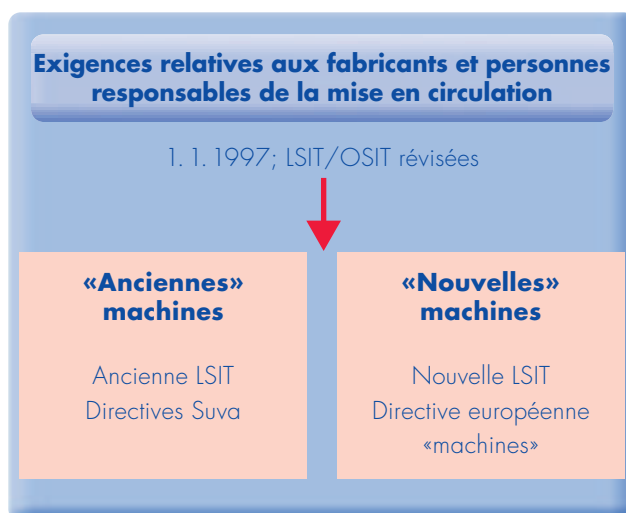 Exigences relatives aux fabricants et personnes
responsables de la mise en circulation
1. 1. 1997; LSIT/OSIT révisées
«Anciennes»
machines
Ancienne LSIT
Directives Suva
«Nouvelles»
machines
Nouvelle LSIT
Directive européenne
«machines»